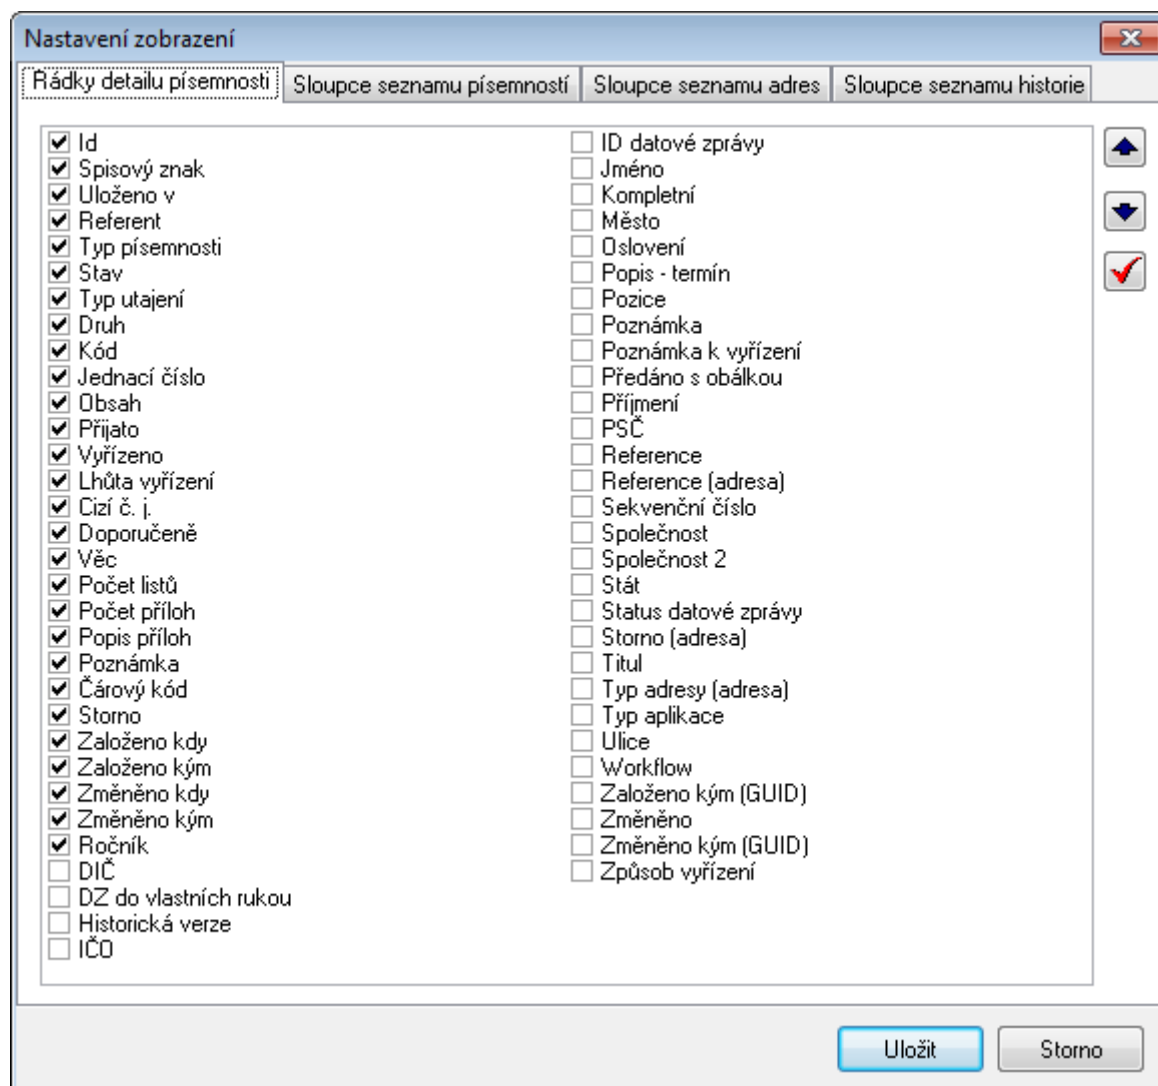 Nastavení zobrazení
Řádky detailu písemnosti
Sloupce seznamu písemností
Sloupce seznamu adres
Sloupce seznamu historie
Id
Spisový znak
Uloženo v
Referent
Typ písemnosti
Stav
Typ utajení
Druh
Kód
Jednací číslo
Obsah
Přijato
Vyřízeno
Lhůta vyřízení
Cizí č. j.
Doporučeně
Věc
Počet listů
Počet příloh
Popis příloh
Poznámka
Čárový kód
Storno
Založeno kdy
Založeno kým
Změněno kdy
Změněno kým
Ročník
DIČ
DZ do vlastních rukou
Historická verze
IČO
ID datové zprávy
Jméno
Kompletní
Město
Oslovení
Popis - termín
Pozice
Poznámka
Poznámka k vyřízení
Předáno s obálkou
Příjmení
PSČ
Reference
Reference (adresa)
Sekvenční číslo
Společnost
Společnost 2
Stát
Status datové zprávy
Storno (adresa)
Titul
Typ adresy (adresa)
Typ aplikace
Ulice
Workflow
Založeno kým (GUID)
Změněno
Změněno kým (GUID)
Způsob vyřízení
Uložit
Storno